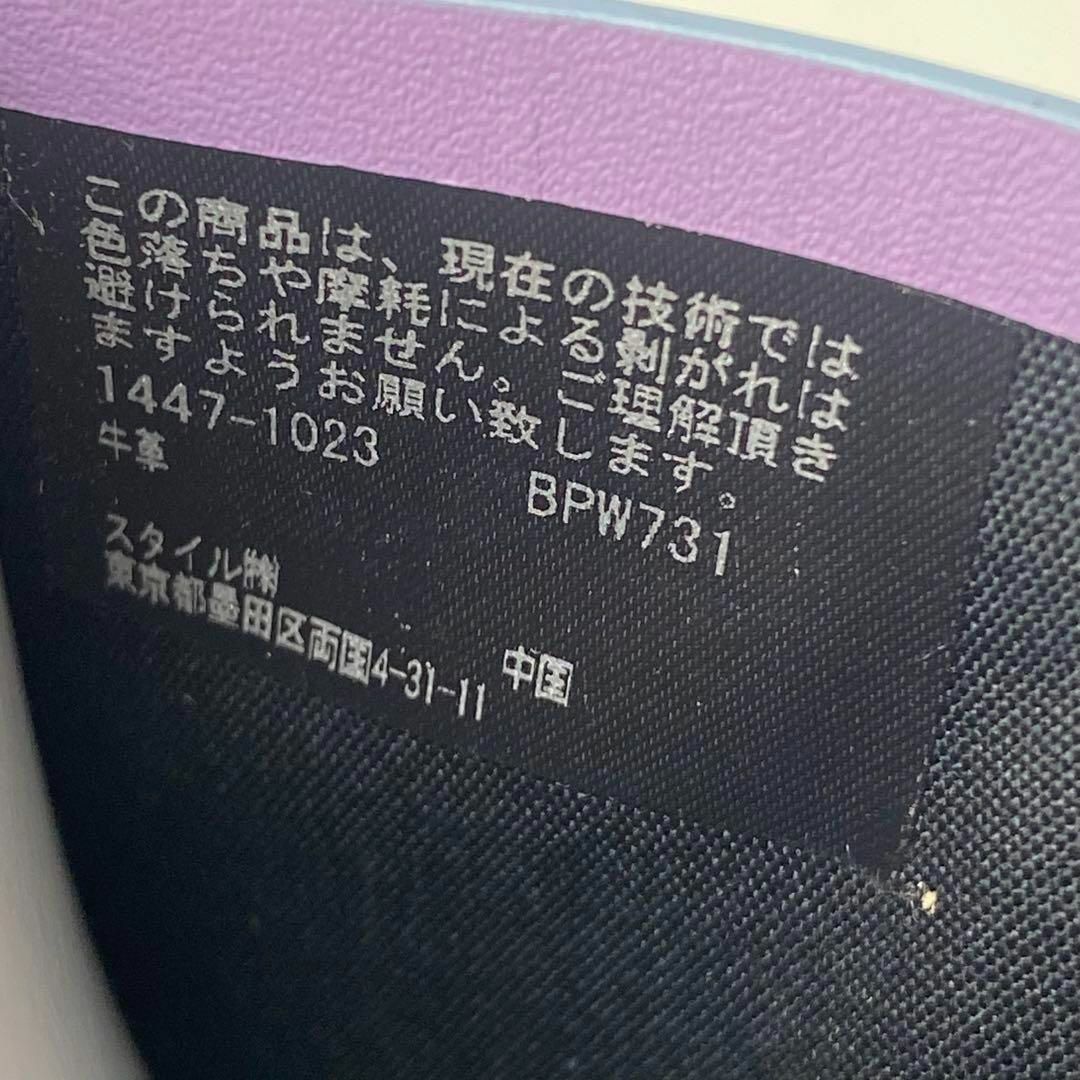 この商品は、現在の技術では
色落ちや摩耗による剥がれは
避けられません。ご理解頂き
ますようお願い致します。
1447-1023 BPW731
牛革
スタイル㈱
東京都墨田区両国4-31-11 中国